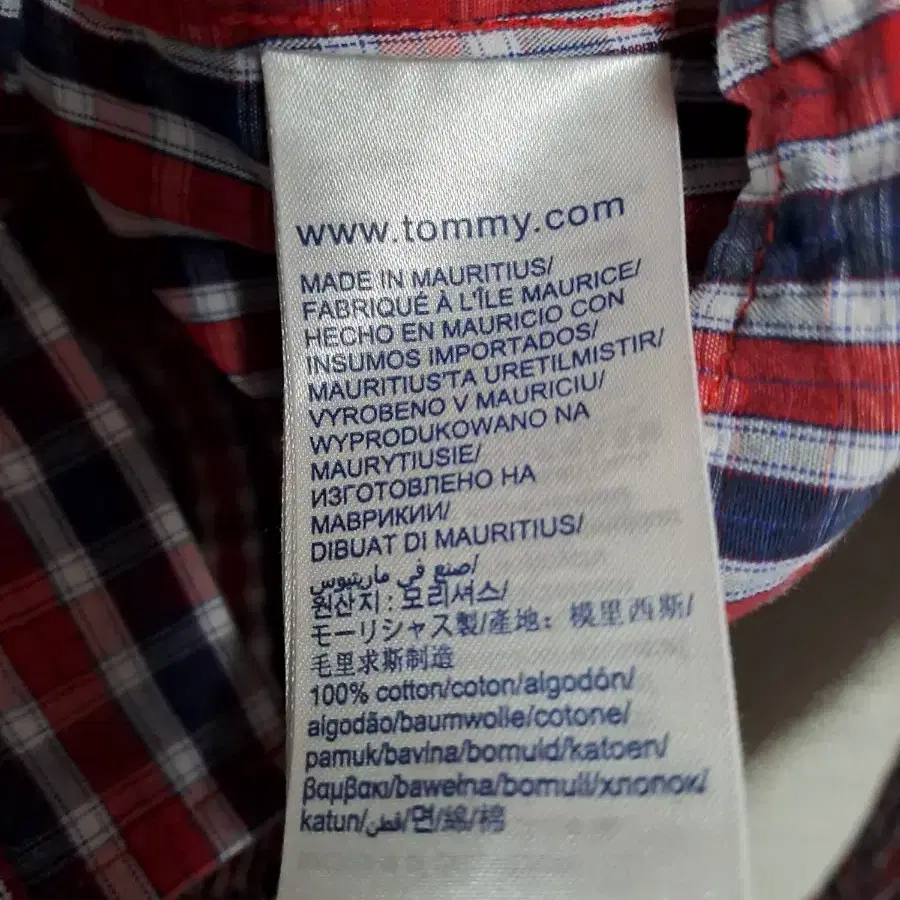 www.tommy.com
MADE IN MAURITIUS/
FABRIQUÉ À L'ÎLE MAURICE/
HECHO EN MAURICIO CON
INSUMOS IMPORTADOS/
MAURITIUS'TA URETILMISTIR/
VYROBENO V MAURICIU/
WYPRODUKOWANO NA
MAURYTIUSIE/
ИЗГОТОВЛЕНО НА
МАВРИКИИ/
DIBUAT DI MAURITIUS/
صنع في ماريتيوس/
원산지: 모리셔스/
モーリシャス製/產地: 模里西斯/
毛里求斯制造
100% cotton/coton/algodón/
algodão/baumwolle/cotone/
pamuk/bavlna/bomuld/katoen/
βαμβακι/bawełna/bomull/хлопок/
katun/قطن/면/綿/棉